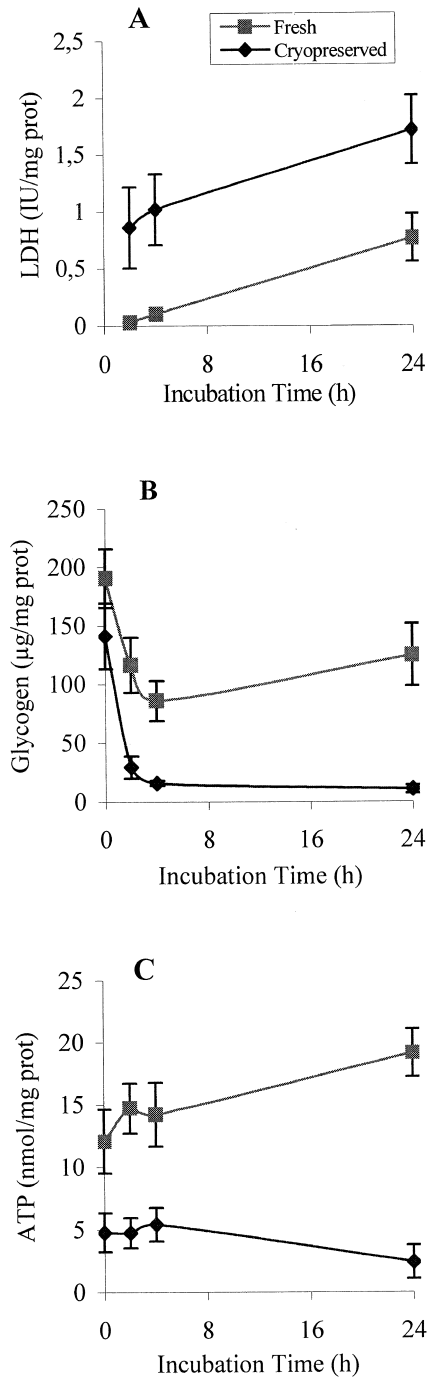 A
Fresh
Cryopreserved
2,5
2
1,5
1
0,5
0
LDH (IU/mg prot)
0 8 16 24
Incubation Time (h)
B
250
200
150
100
50
0
Glycogen (µg/mg prot)
0 8 16 24
Incubation Time (h)
C
25
20
15
10
5
0
ATP (nmol/mg prot)
0 8 16 24
Incubation Time (h)